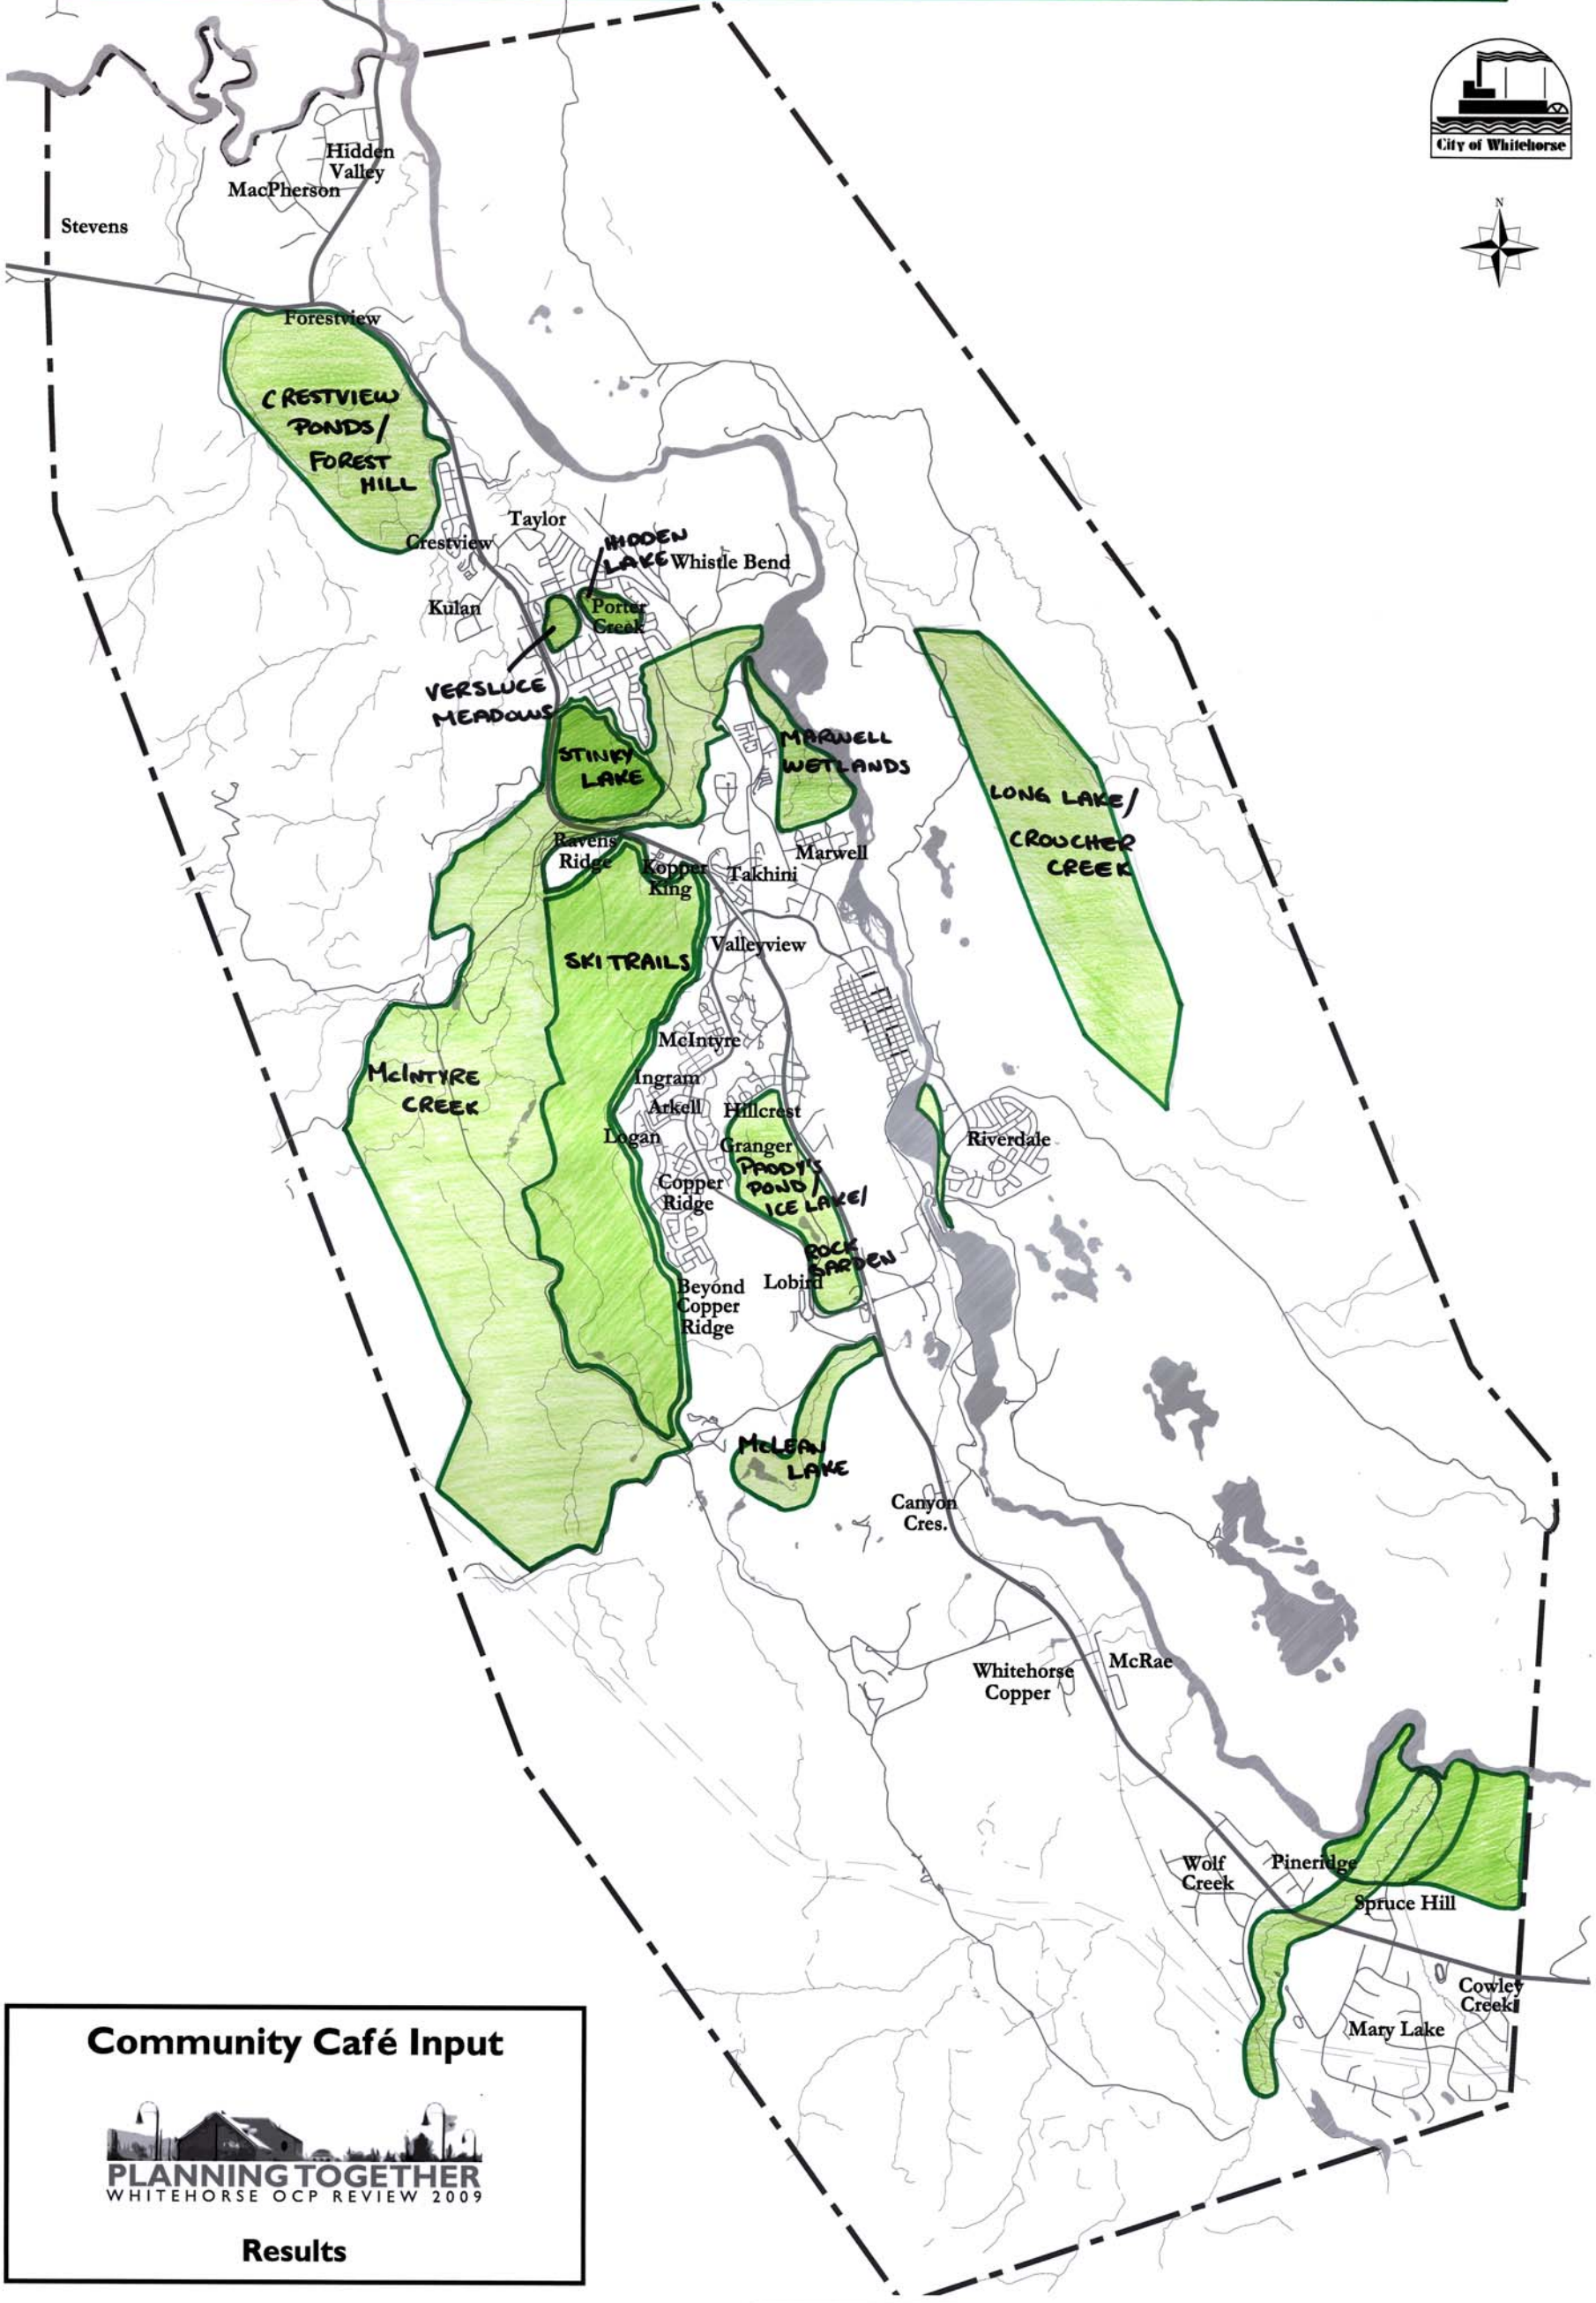 City of Whitehorse
N
Hidden
Valley
MacPherson
Stevens
Forestview
CRESTVIEW
PONDS/
FOREST
HILL
Taylor
Crestview
HIDDEN
LAKE
Whistle Bend
Kulan
Porter
Creek
VERSLUCE
MEADOWS
STINKY
LAKE
MARWELL
WETLANDS
LONG LAKE/
CROUCHER
CREEK
Ravens
Ridge
Kopper
King
Takhini
Marwell
Valleyview
SKI TRAILS
McIntyre
McINTYRE
CREEK
Ingram
Arkell
Hillcrest
Logan
Granger
Riverdale
PADDY'S
POND/
ICE LAKE/
Copper
Ridge
ROCK
GARDEN
Lobird
Beyond
Copper
Ridge
McLEAN
LAKE
Canyon
Cres.
Whitehorse
Copper
McRae
Wolf
Creek
Pineridge
Spruce Hill
Cowley
Creek
Mary Lake
Community Café Input
PLANNING TOGETHER
WHITEHORSE OCP REVIEW 2009
Results